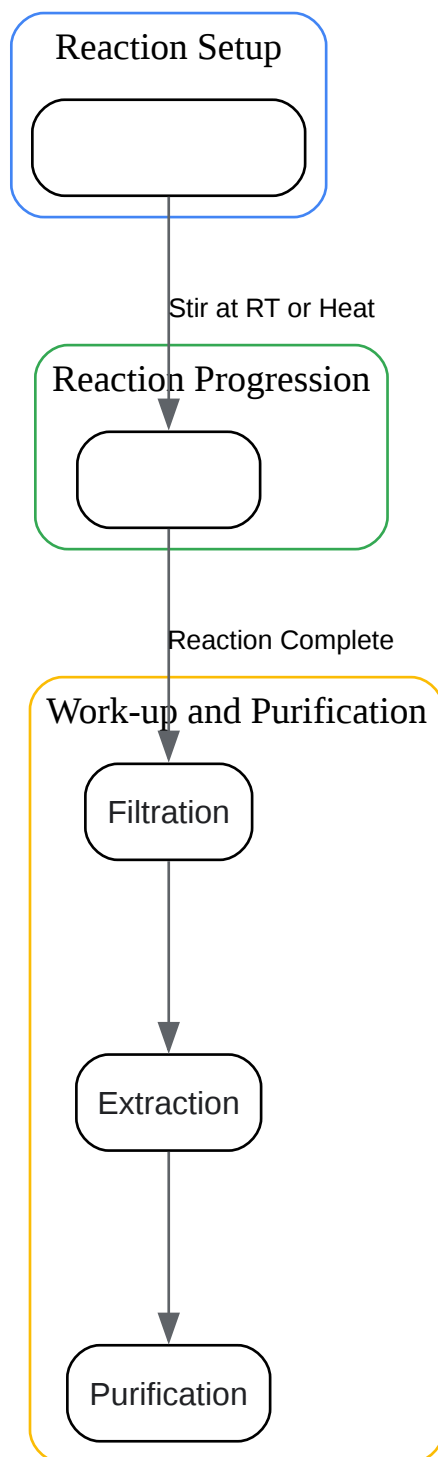 Reaction Setup
Stir at RT or Heat
Reaction Progression
Reaction Complete
Work-up and Purification
Filtration
Extraction
Purification